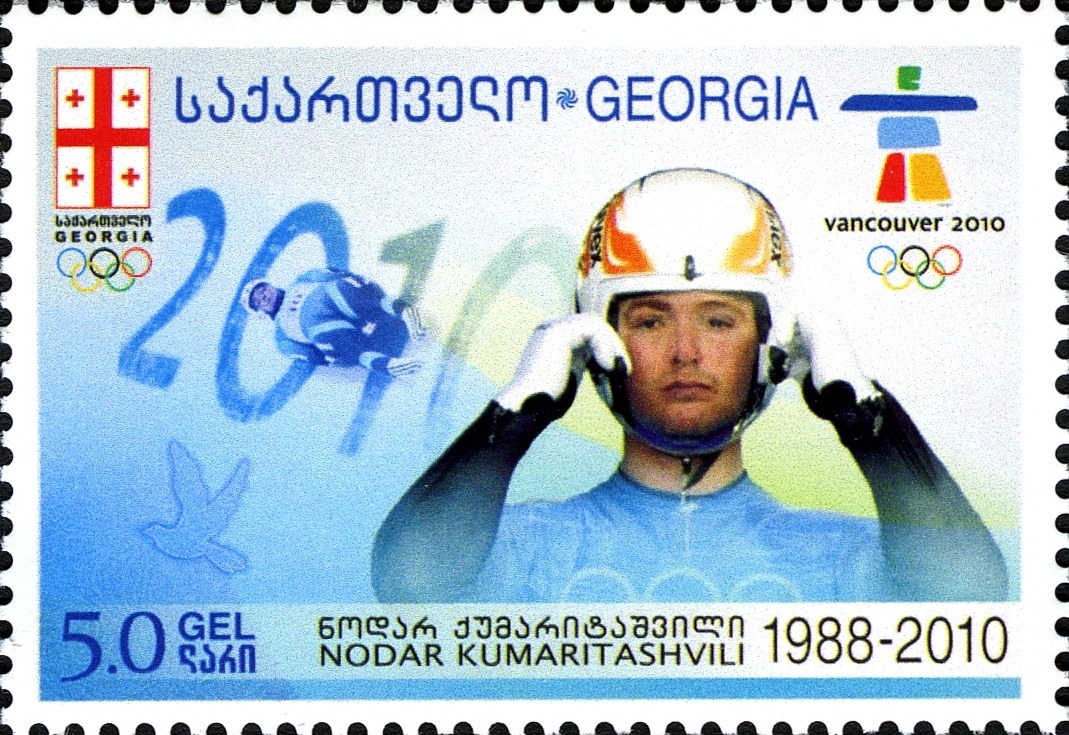 საქართველო GEORGIA
საქართველო
GEORGIA
vancouver 2010
2010
5.0 GEL
ლარი
ნოდარ ქუმარიტაშვილი
NODAR KUMARITASHVILI
1988-2010